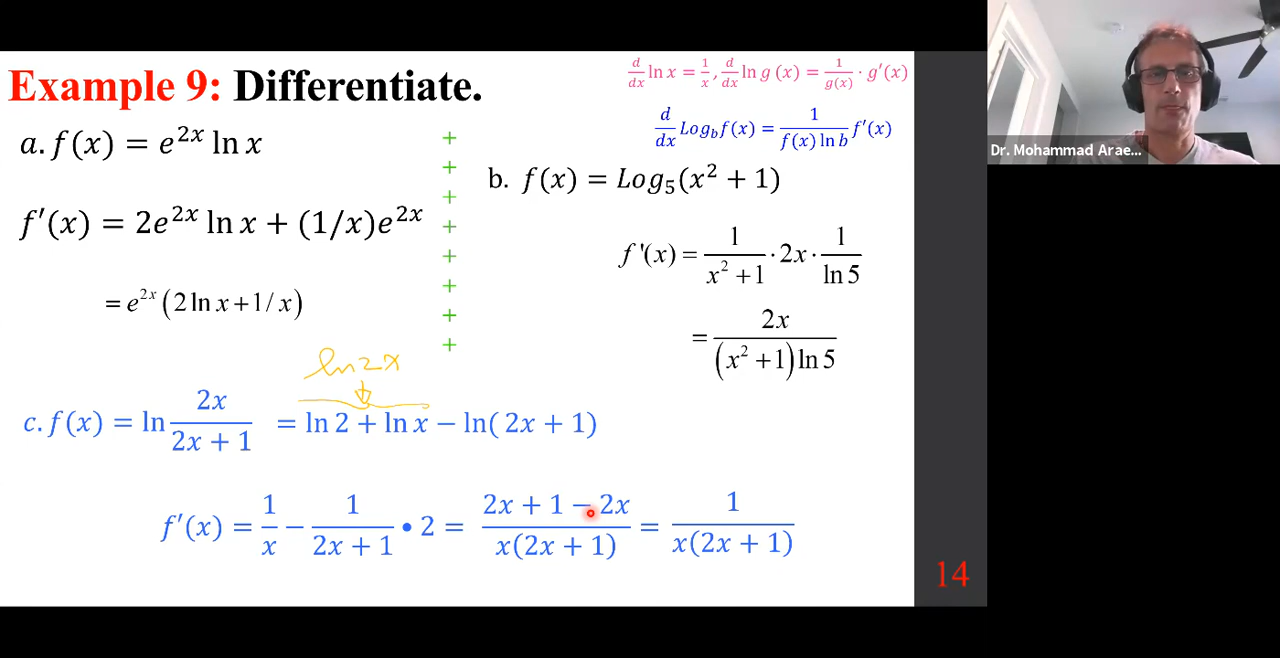 Example 9: Differentiate.
d/dx ln x = 1/x, d/dx ln g(x) = 1/g(x) · g′(x)
d/dx Log_b f(x) = 1/(f(x) ln b) f′(x)
a. f(x) = e^{2x} ln x
f′(x) = 2e^{2x} ln x + (1/x)e^{2x}
= e^{2x}(2 ln x + 1/x)
+
+
+
+
+
+
+
+
b. f(x) = Log_5(x² + 1)
f'(x) = 1/(x² + 1) · 2x · 1/ln 5
= 2x/((x² + 1) ln 5)
ln 2x
c. f(x) = ln 2x/(2x + 1) = ln 2 + ln x − ln( 2x + 1)
f′(x) = 1/x − 1/(2x + 1) • 2 = (2x + 1 − 2x)/(x(2x + 1)) = 1/(x(2x + 1))
14
Dr. Mohammad Arae...